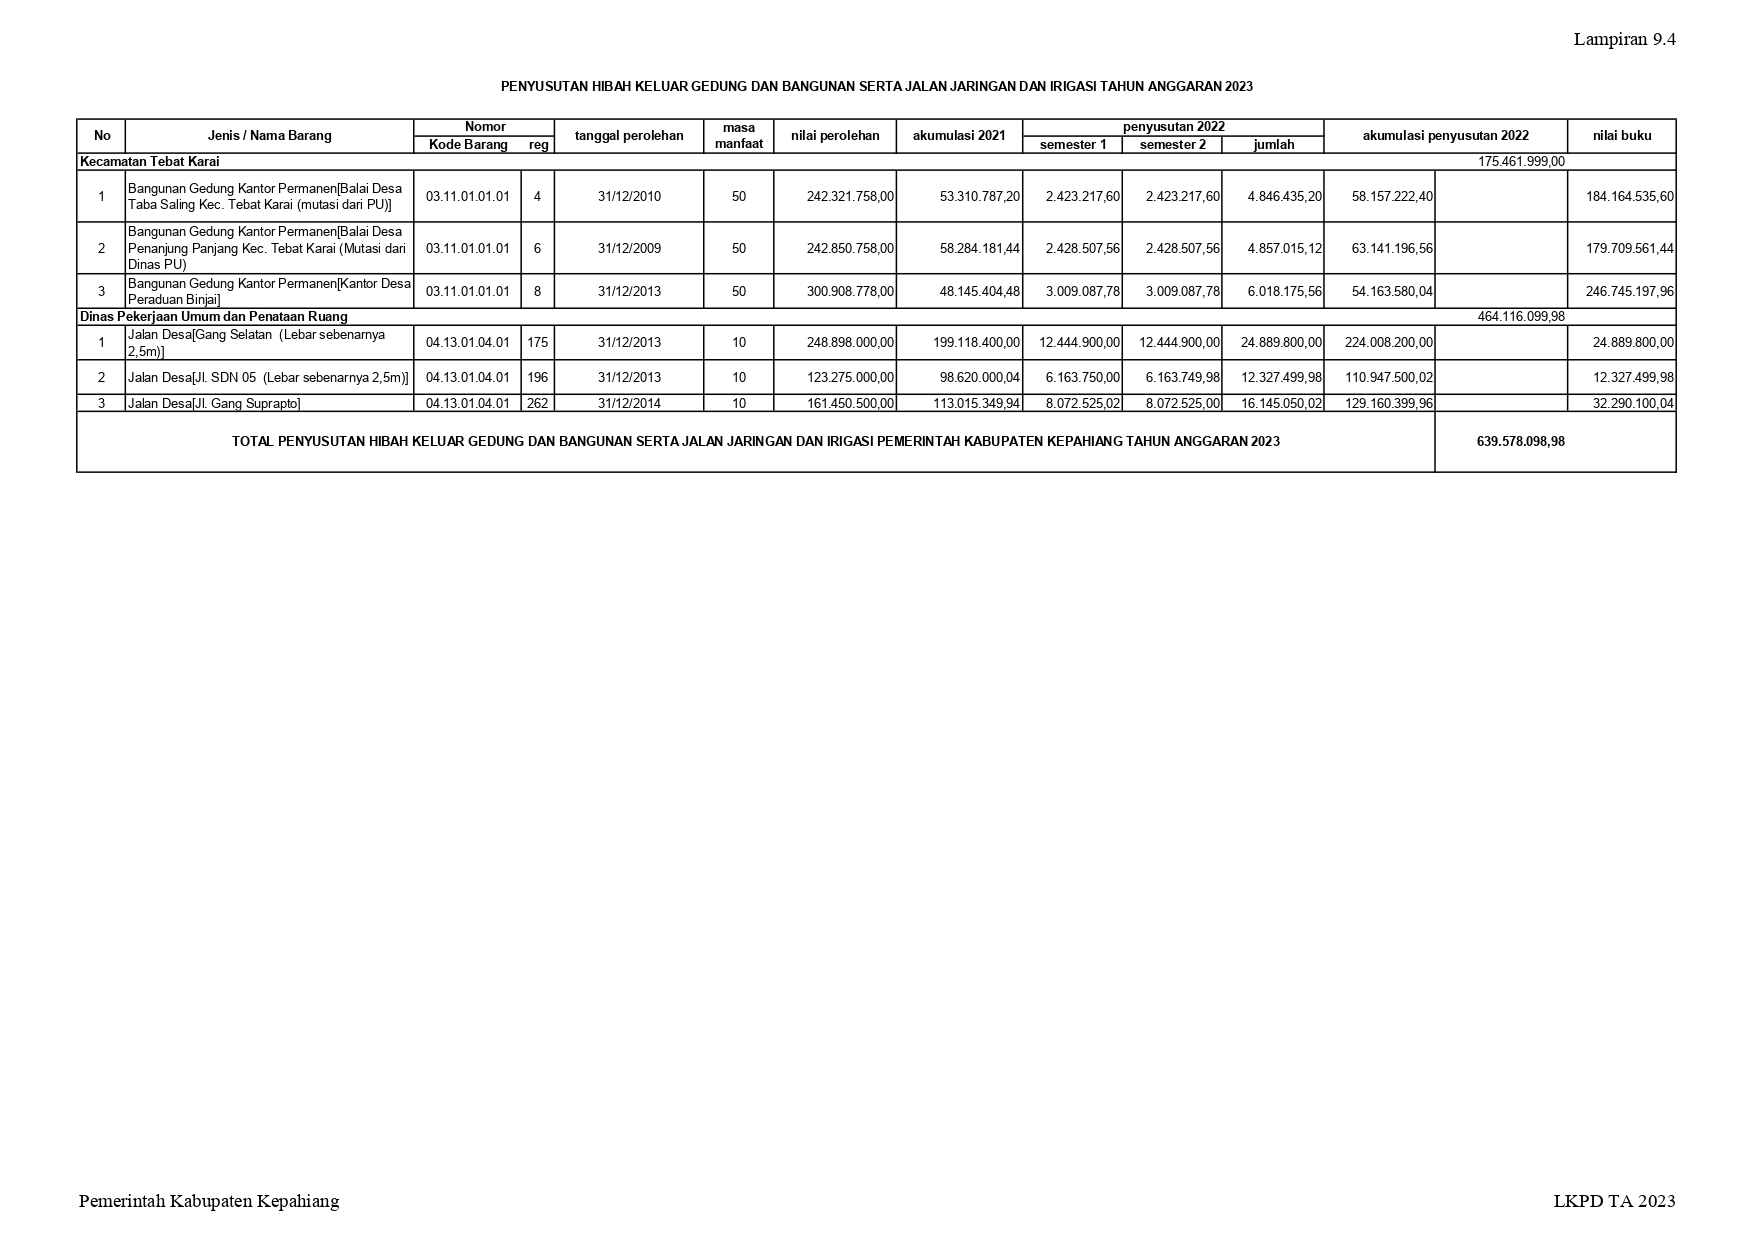 Lampiran 9.4
PENYUSUTAN HIBAH KELUAR GEDUNG DAN BANGUNAN SERTA JALAN JARINGAN DAN IRIGASI TAHUN ANGGARAN 2023
No Jenis / Nama Barang Nomor tanggal perolehan masa manfaat nilai perolehan akumulasi 2021 penyusutan 2022 akumulasi penyusutan 2022 nilai buku
Kode Barang reg semester 1 semester 2 jumlah
Kecamatan Tebat Karai 175.461.999,00
1 Bangunan Gedung Kantor Permanen[Balai Desa Taba Saling Kec. Tebat Karai (mutasi dari PU)] 03.11.01.01.01 4 31/12/2010 50 242.321.758,00 53.310.787,20 2.423.217,60 2.423.217,60 4.846.435,20 58.157.222,40 184.164.535,60
2 Bangunan Gedung Kantor Permanen[Balai Desa Penanjung Panjang Kec. Tebat Karai (Mutasi dari Dinas PU) 03.11.01.01.01 6 31/12/2009 50 242.850.758,00 58.284.181,44 2.428.507,56 2.428.507,56 4.857.015,12 63.141.196,56 179.709.561,44
3 Bangunan Gedung Kantor Permanen[Kantor Desa Peraduan Binjai] 03.11.01.01.01 8 31/12/2013 50 300.908.778,00 48.145.404,48 3.009.087,78 3.009.087,78 6.018.175,56 54.163.580,04 246.745.197,96
Dinas Pekerjaan Umum dan Penataan Ruang 464.116.099,98
1 Jalan Desa[Gang Selatan (Lebar sebenarnya 2,5m)] 04.13.01.04.01 175 31/12/2013 10 248.898.000,00 199.118.400,00 12.444.900,00 12.444.900,00 24.889.800,00 224.008.200,00 24.889.800,00
2 Jalan Desa[Jl. SDN 05 (Lebar sebenarnya 2,5m)] 04.13.01.04.01 196 31/12/2013 10 123.275.000,00 98.620.000,04 6.163.750,00 6.163.749,98 12.327.499,98 110.947.500,02 12.327.499,98
3 Jalan Desa[Jl. Gang Suprapto] 04.13.01.04.01 262 31/12/2014 10 161.450.500,00 113.015.349,94 8.072.525,02 8.072.525,00 16.145.050,02 129.160.399,96 32.290.100,04
TOTAL PENYUSUTAN HIBAH KELUAR GEDUNG DAN BANGUNAN SERTA JALAN JARINGAN DAN IRIGASI PEMERINTAH KABUPATEN KEPAHIANG TAHUN ANGGARAN 2023 639.578.098,98
Pemerintah Kabupaten Kepahiang LKPD TA 2023